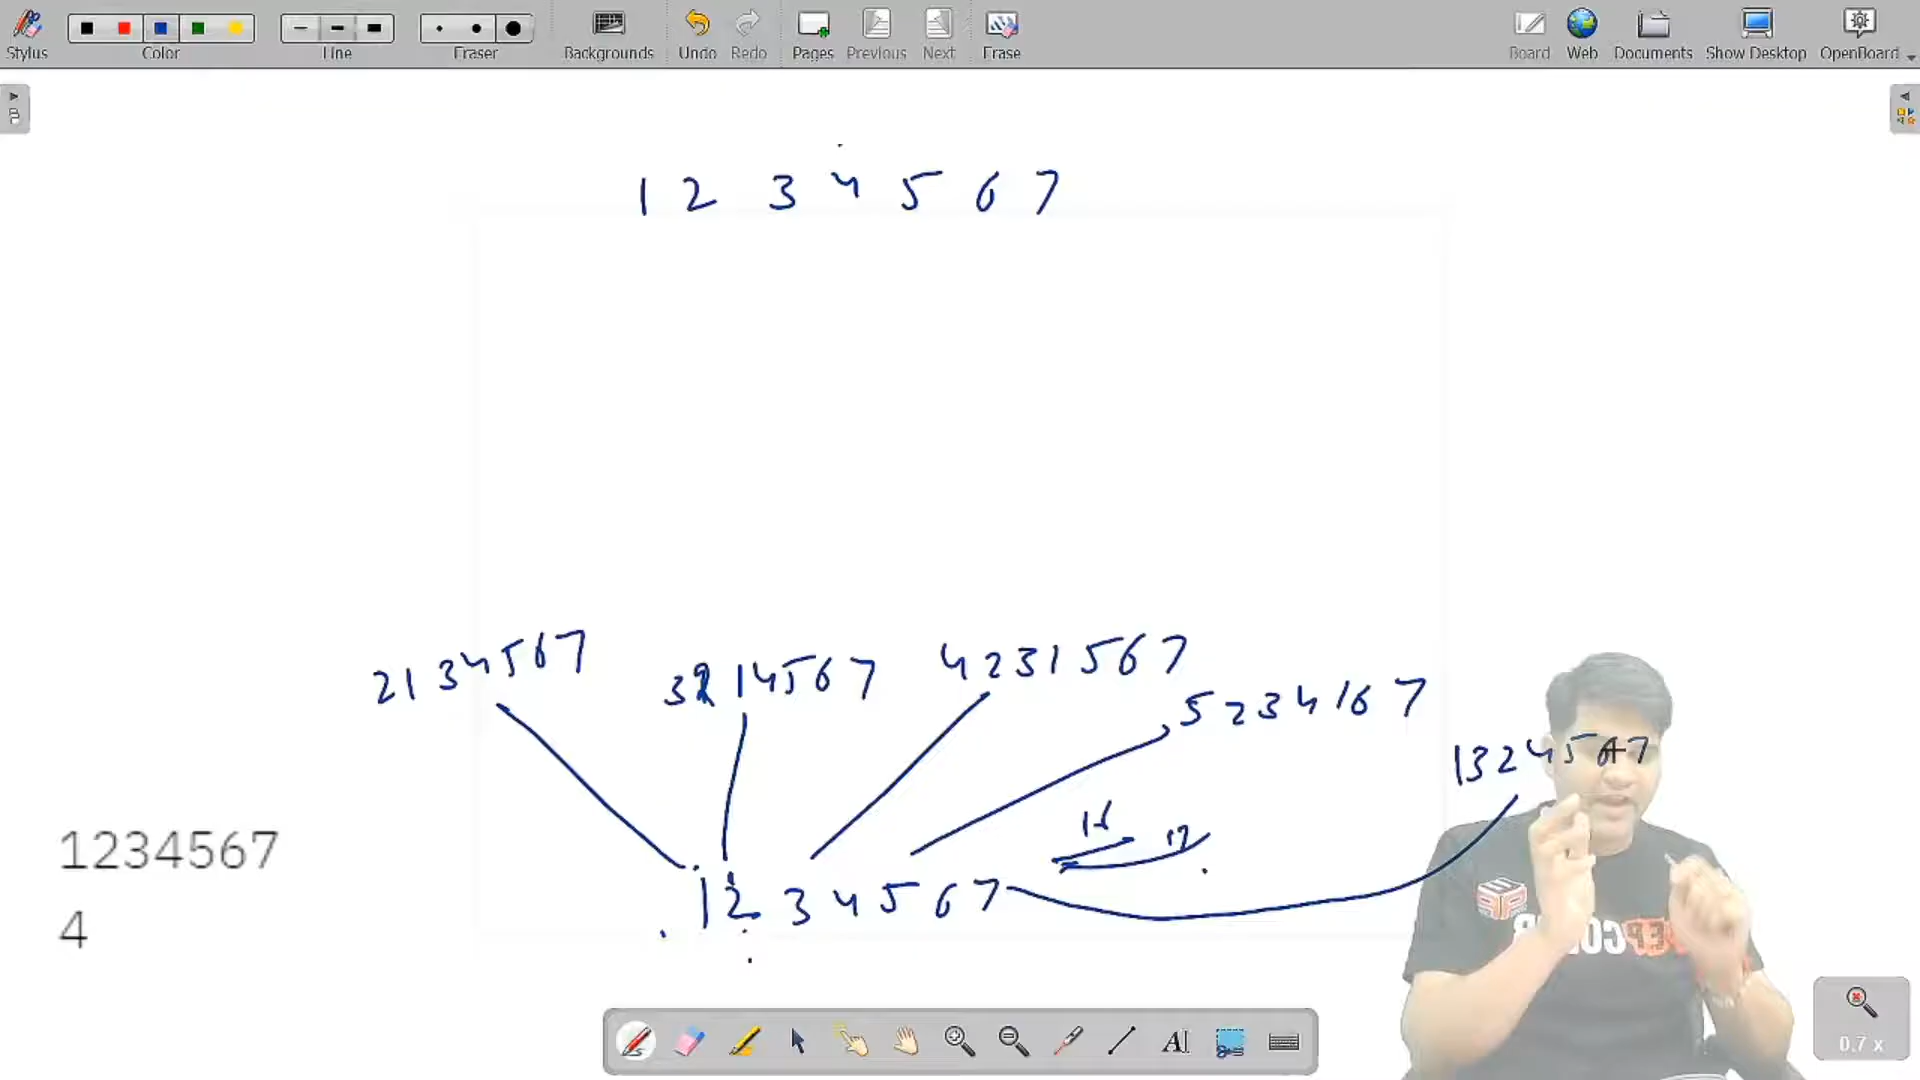 Stylus
Color
Line
Eraser
Backgrounds
Undo
Redo
Pages
Previous
Next
Erase
Board
Web
Documents
Show Desktop
OpenBoard
1 2 3 4 5 6 7
2134567
3214567
4231567
5234167
1324567
1234567
4
1 2 3 4 5 6 7
AI
0.7 x